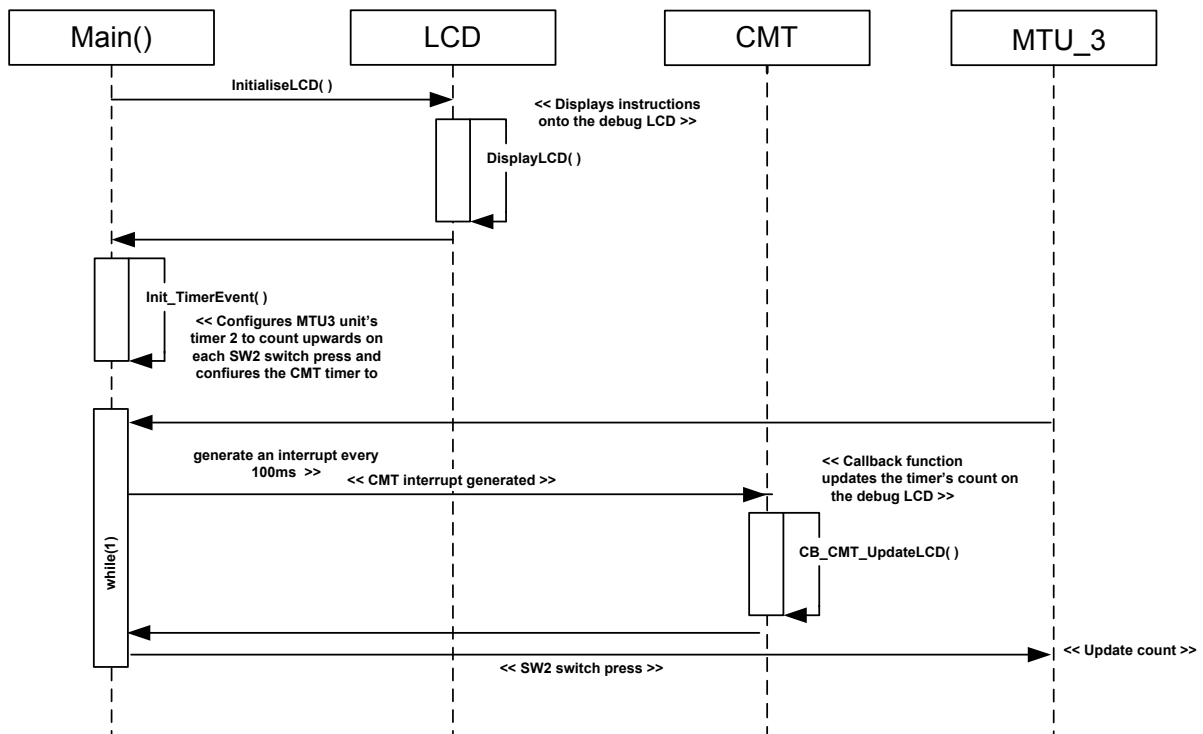 Main()
LCD
CMT
MTU_3
InitialiseLCD( )
<< Displays instructions
onto the debug LCD >>
DisplayLCD( )
Init_TimerEvent( )
<< Configures MTU3 unit's
timer 2 to count upwards on
each SW2 switch press and
confiures the CMT timer to
generate an interrupt every
100ms >>
<< CMT interrupt generated >>
<< Callback function
updates the timer's count on
the debug LCD >>
CB_CMT_UpdateLCD( )
while(1)
<< SW2 switch press >>
<< Update count >>